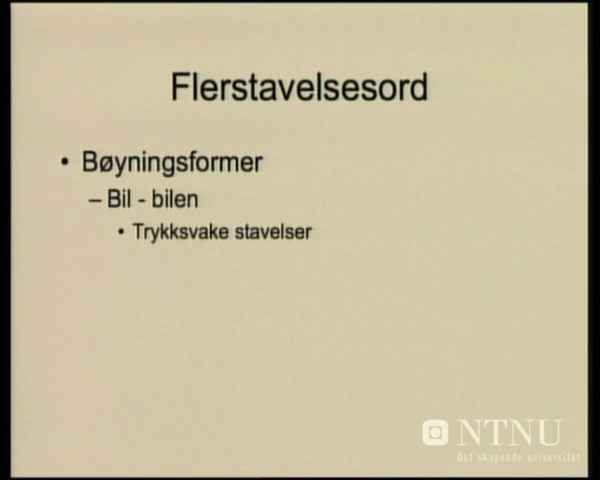 Flerstavelsesord
• Bøyningsformer
– Bil - bilen
• Trykksvake stavelser
NTNU
Det skapende universitet